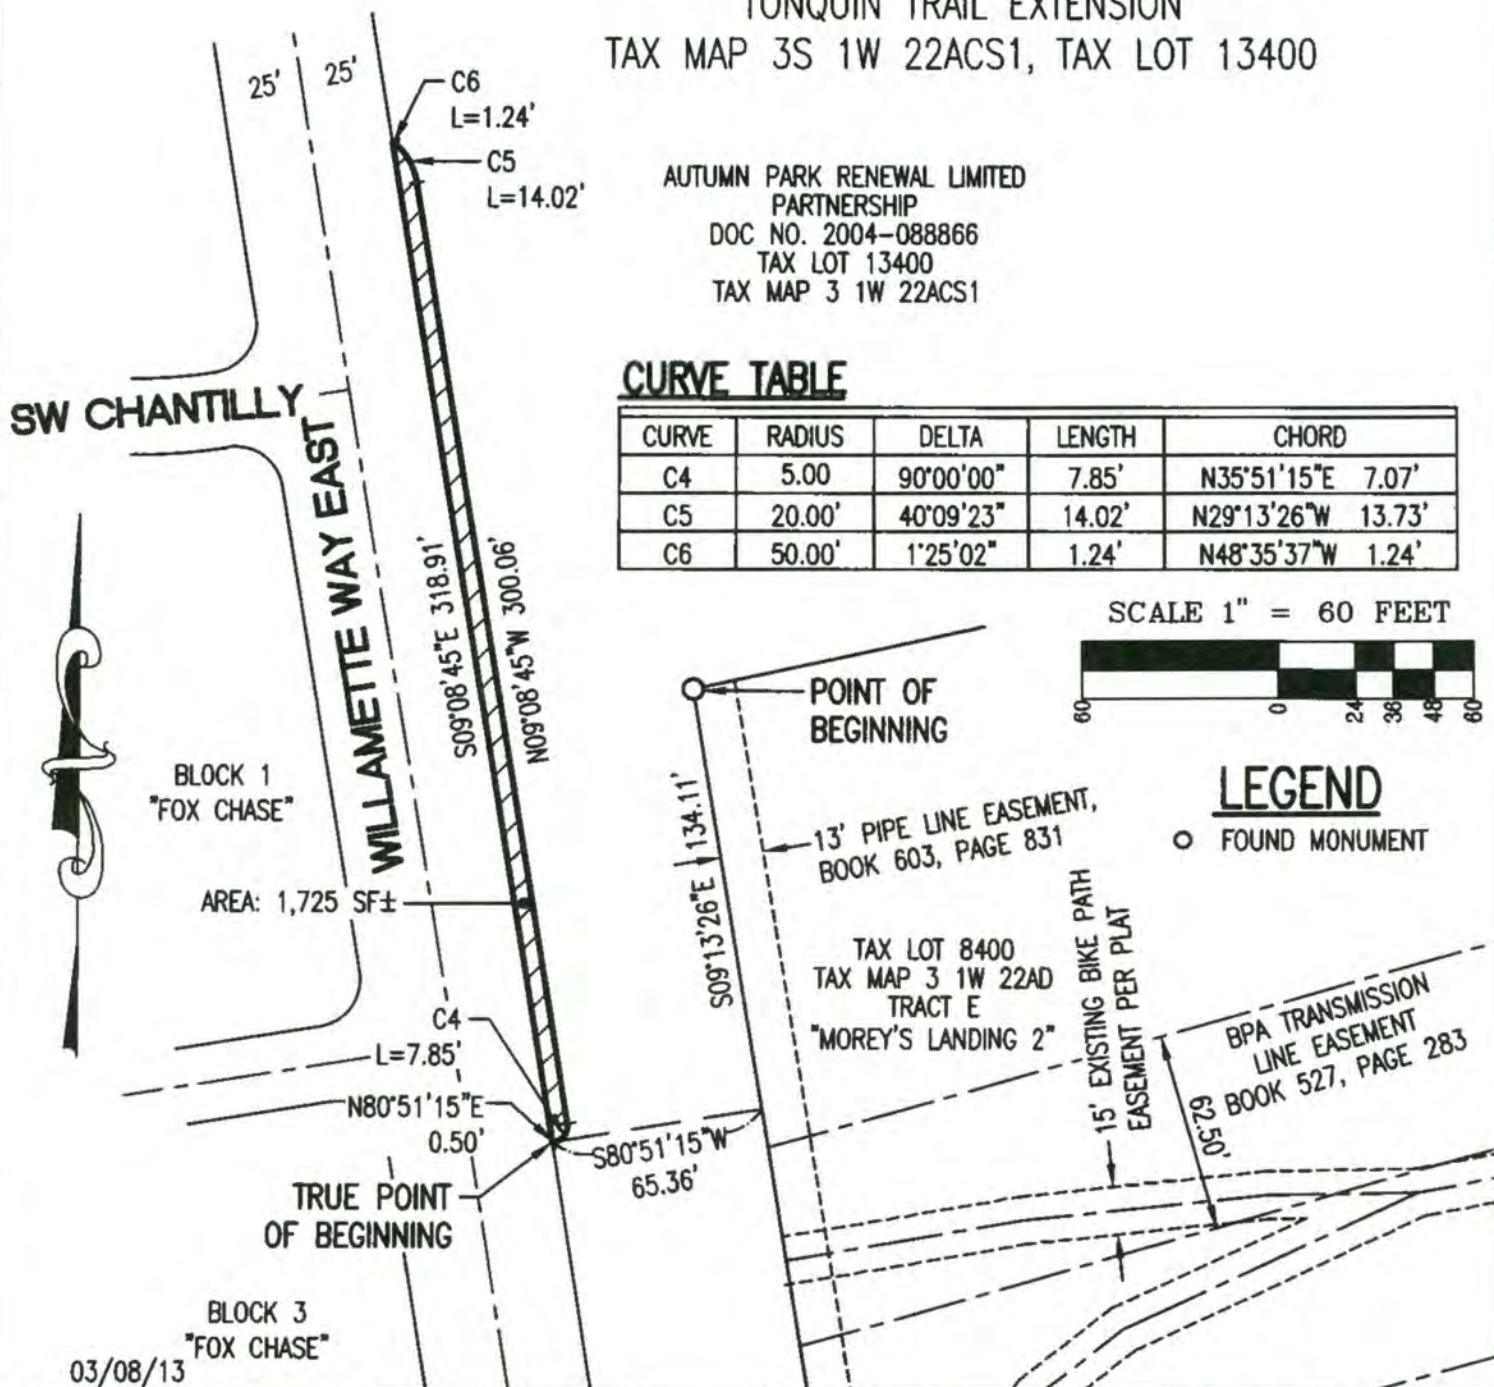 TONQUIN TRAIL EXTENSION
TAX MAP 3S 1W 22ACS1, TAX LOT 13400
25'
25'
C6
L=1.24'
C5
L=14.02'
AUTUMN PARK RENEWAL LIMITED
PARTNERSHIP
DOC NO. 2004-088866
TAX LOT 13400
TAX MAP 3 1W 22ACS1
CURVE TABLE
CURVE RADIUS DELTA LENGTH CHORD
C4 5.00 90°00'00" 7.85' N35°51'15"E 7.07'
C5 20.00' 40°09'23" 14.02' N29°13'26"W 13.73'
C6 50.00' 1°25'02" 1.24' N48°35'37"W 1.24'
SW CHANTILLY
WILLAMETTE WAY EAST
S09°08'45"E 318.91'
N09°08'45"W 300.06'
SCALE 1" = 60 FEET
60 0 24 36 48 60
POINT OF
BEGINNING
LEGEND
FOUND MONUMENT
BLOCK 1
"FOX CHASE"
S09°13'26"E 134.11'
13' PIPE LINE EASEMENT,
BOOK 603, PAGE 831
AREA: 1,725 SF±
TAX LOT 8400
TAX MAP 3 1W 22AD
TRACT E
"MOREY'S LANDING 2"
15' EXISTING BIKE PATH
EASEMENT PER PLAT
BPA TRANSMISSION
LINE EASEMENT
BOOK 527, PAGE 283
62.50'
C4
L=7.85'
N80°51'15"E
0.50'
S80°51'15"W
65.36'
TRUE POINT
OF BEGINNING
BLOCK 3
"FOX CHASE"
03/08/13